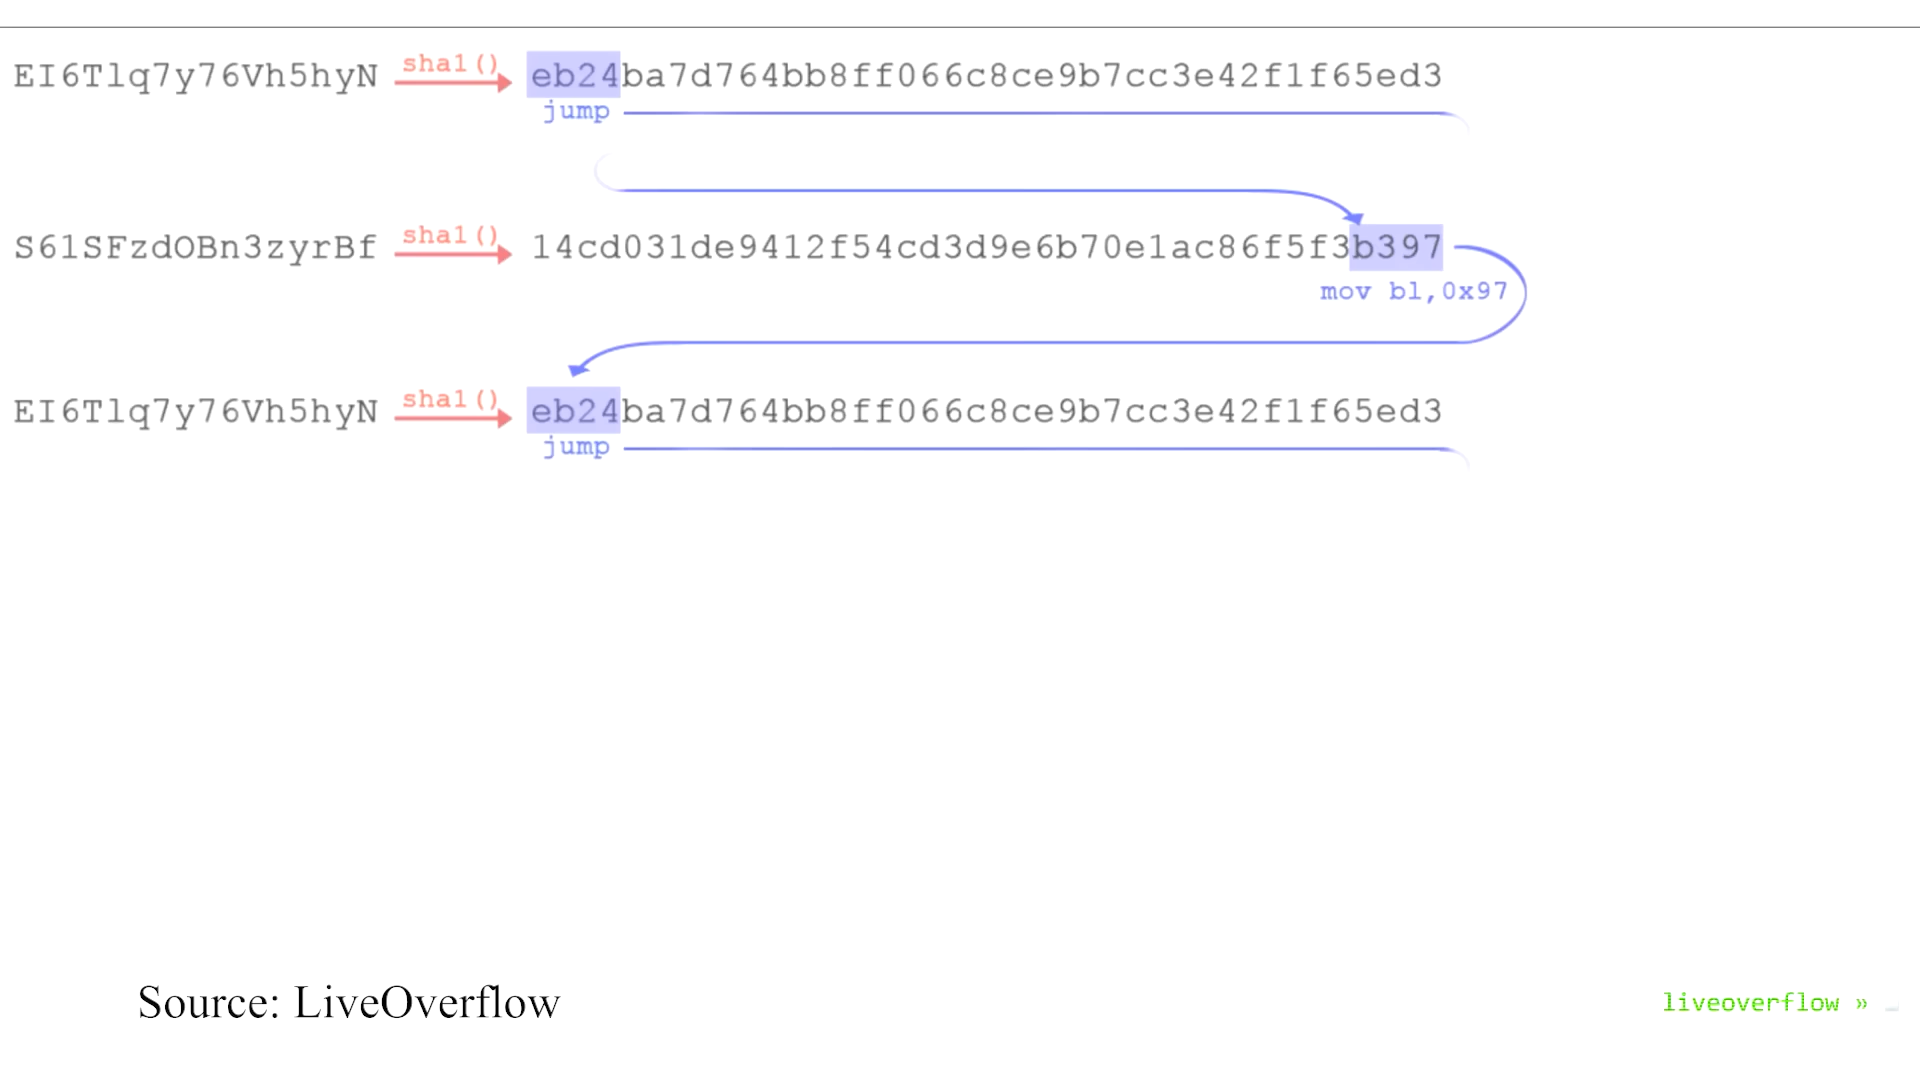 EI6Tlq7y76Vh5hyN sha1() eb24ba7d764bb8ff066c8ce9b7cc3e42f1f65ed3
jump
S61SFzdOBn3zyrBf sha1() 14cd031de9412f54cd3d9e6b70e1ac86f5f3b397
mov bl,0x97
EI6Tlq7y76Vh5hyN sha1() eb24ba7d764bb8ff066c8ce9b7cc3e42f1f65ed3
jump
Source: LiveOverflow
liveoverflow » _